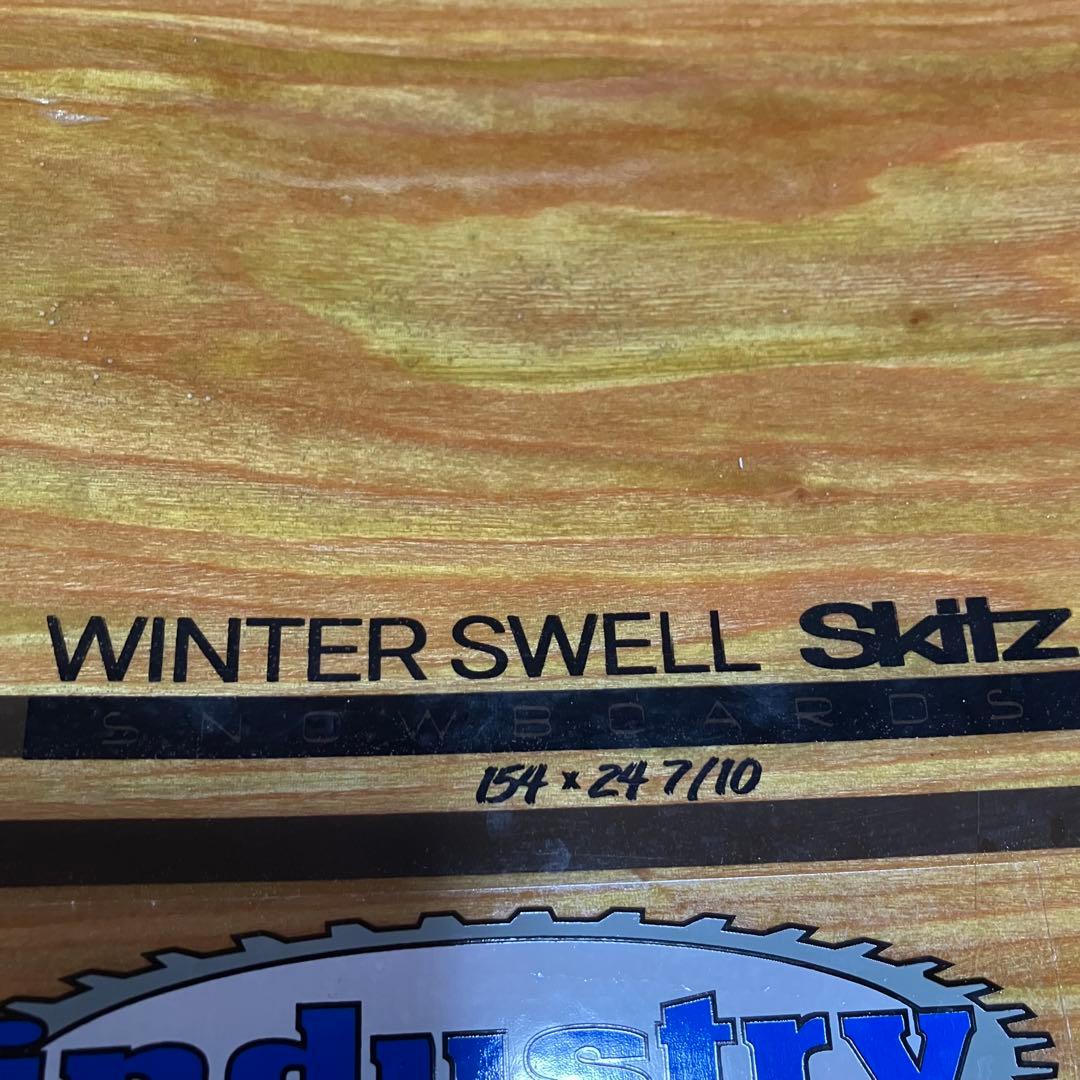 WINTER SWELL Skitz
SNOWBOARDS
154 x 24 7/10
industry